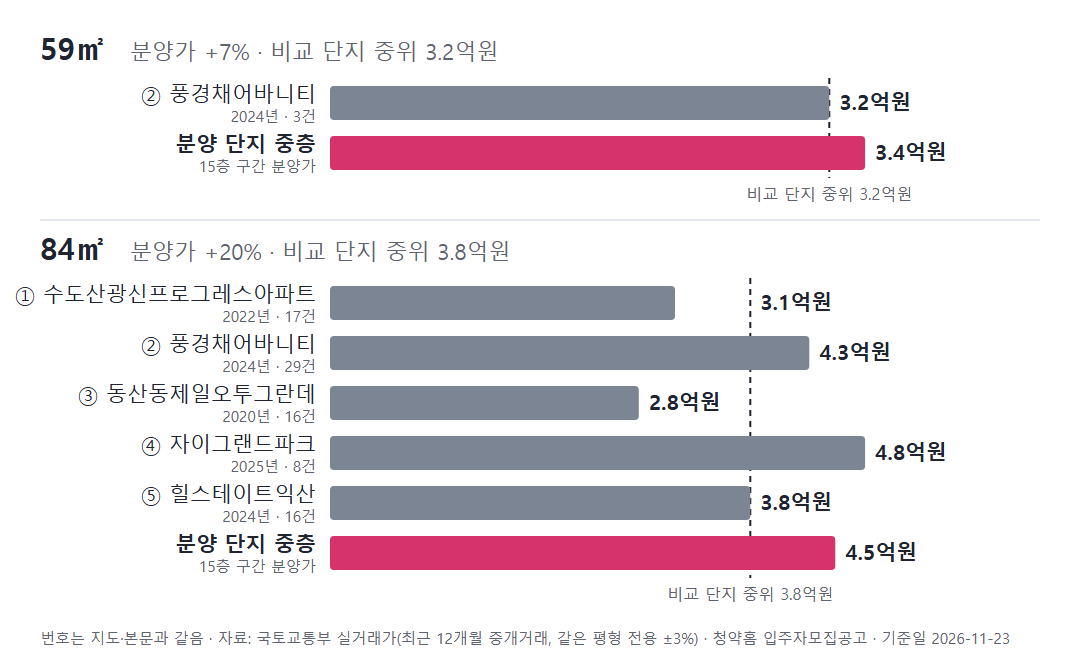 59㎡ 분양가 +7% · 비교 단지 중위 3.2억원
② 풍경채어바니티 3.2억원
2024년 · 3건
분양 단지 중층 3.4억원
15층 구간 분양가
비교 단지 중위 3.2억원
84㎡ 분양가 +20% · 비교 단지 중위 3.8억원
① 수도산광신프로그레스아파트 3.1억원
2022년 · 17건
② 풍경채어바니티 4.3억원
2024년 · 29건
③ 동산동제일오투그란데 2.8억원
2020년 · 16건
④ 자이그랜드파크 4.8억원
2025년 · 8건
⑤ 힐스테이트익산 3.8억원
2024년 · 16건
분양 단지 중층 4.5억원
15층 구간 분양가
비교 단지 중위 3.8억원
번호는 지도·본문과 같음 · 자료: 국토교통부 실거래가(최근 12개월 중개거래, 같은 평형 전용 ±3%) · 청약홈 입주자모집공고 · 기준일 2026-11-23